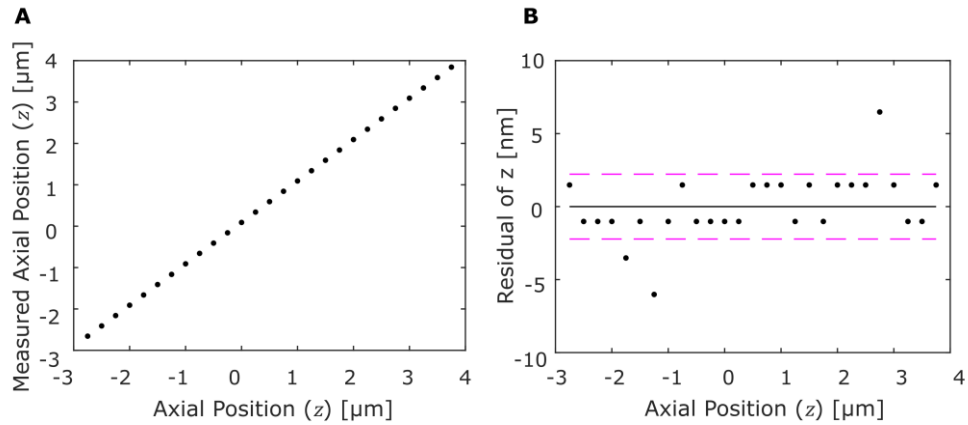 A
Measured Axial Position (z) [µm]
4
3
2
1
0
-1
-2
-3
-3 -2 -1 0 1 2 3 4
Axial Position (z) [µm]
B
Residual of z [nm]
10
5
0
-5
-10
-3 -2 -1 0 1 2 3 4
Axial Position (z) [µm]